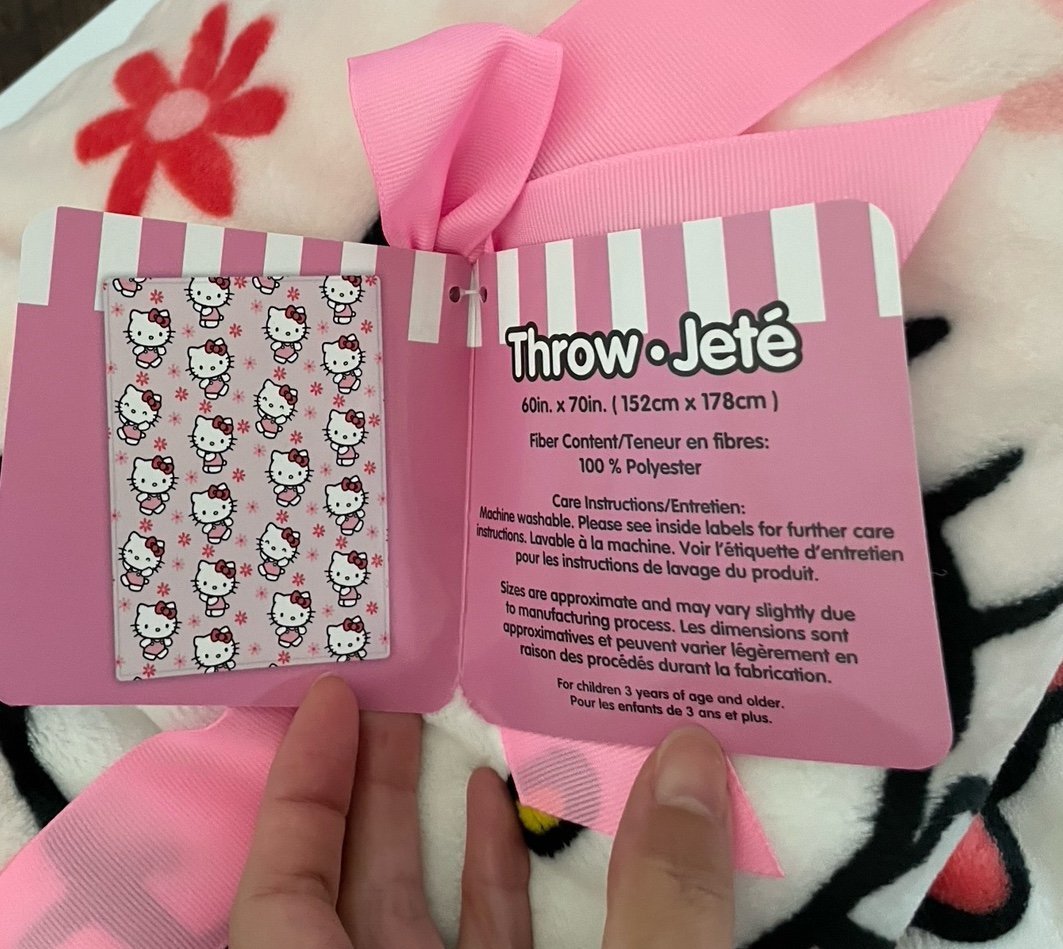 Throw • Jeté
60in. x 70in. ( 152cm x 178cm )
Fiber Content/Teneur en fibres:
100 % Polyester
Care Instructions/Entretien:
Machine washable. Please see inside labels for further care
instructions. Lavable à la machine. Voir l'étiquette d'entretien
pour les instructions de lavage du produit.
Sizes are approximate and may vary slightly due
to manufacturing process. Les dimensions sont
approximatives et peuvent varier légèrement en
raison des procédés durant la fabrication.
For children 3 years of age and older.
Pour les enfants de 3 ans et plus.